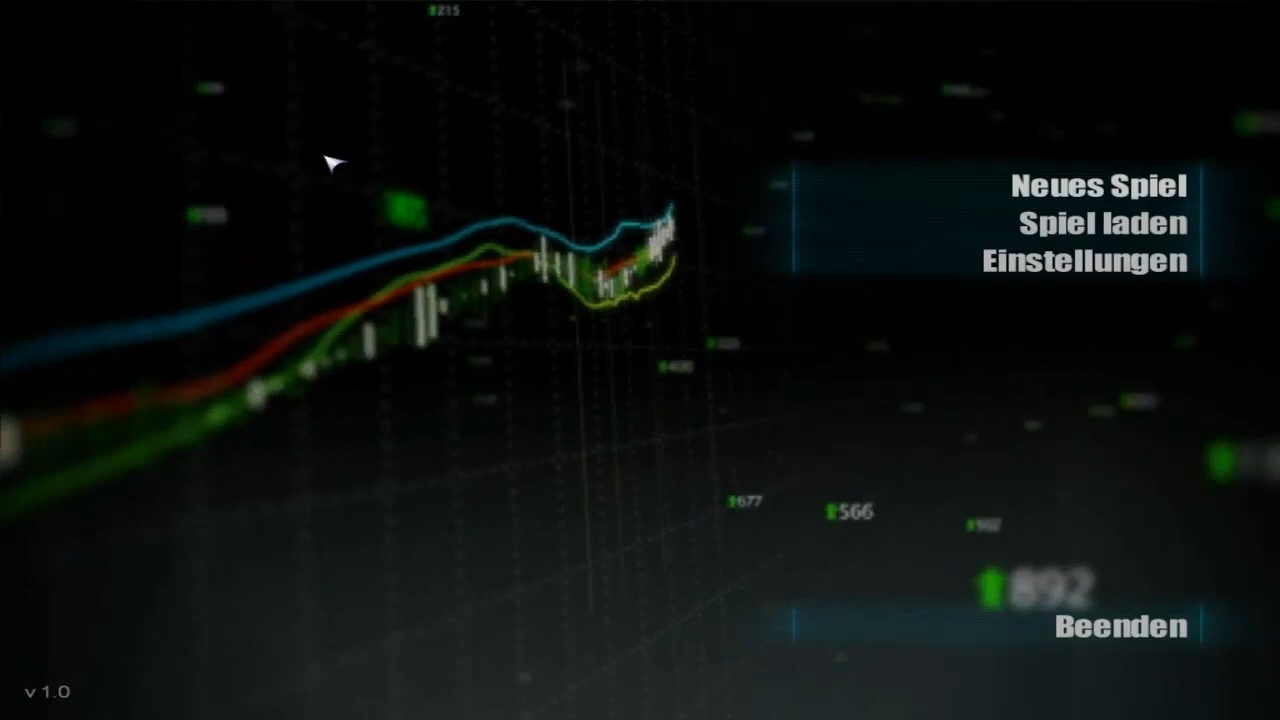 215
Neues Spiel
Spiel laden
Einstellungen
677
566
892
Beenden
v 1.0